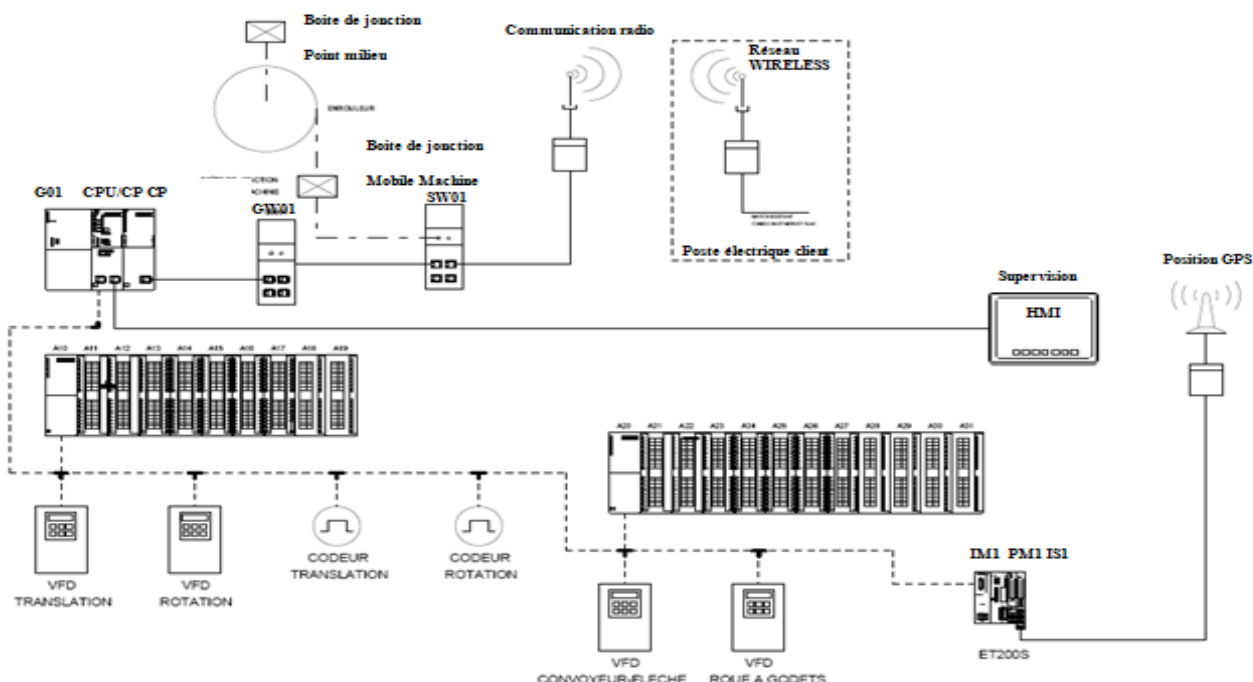 Boite de jonction
Point milieu
ENROULEUR
Communication radio
Réseau
WIRELESS
Boite de jonction
Mobile Machine
G01 CPU/CP CP
GW01
SW01
Poste électrique client
Position GPS
Supervision
HMI
A10 A11 A12 A13 A14 A15 A16 A17 A18 A19
A20 A21 A22 A23 A24 A25 A26 A27 A28 A29 A30 A31
VFD
TRANSLATION
VFD
ROTATION
CODEUR
TRANSLATION
CODEUR
ROTATION
IM1 PM1 IS1
ET200S
VFD
CONVOYEUR-FLECHE
VFD
ROUE A GODETS